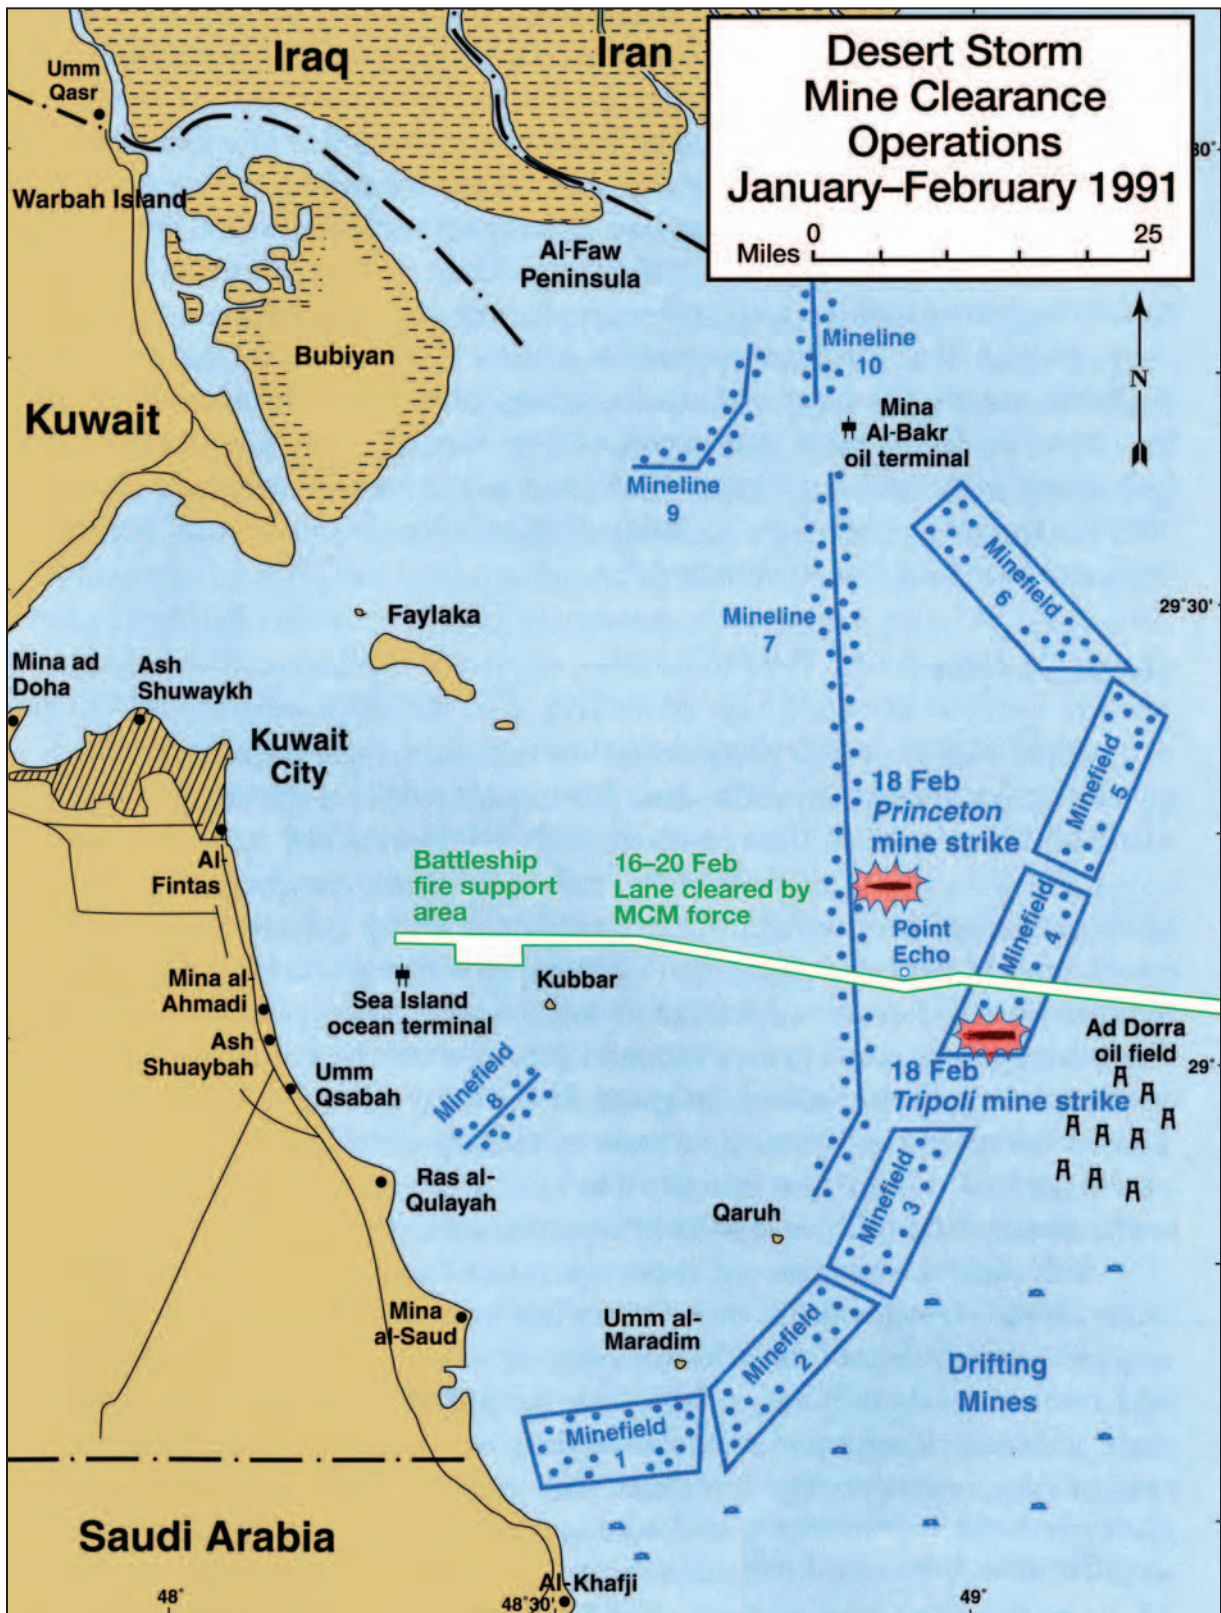 Desert Storm
Mine Clearance
Operations
January–February 1991
0
25
Miles
Iraq
Iran
Umm
Qasr
30°
Warbah Island
Al-Faw
Peninsula
Bubiyan
Mineline
10
N
Kuwait
Mina
Al-Bakr
oil terminal
Mineline
9
Minefield
6
Mineline
7
29°30'
Faylaka
Mina ad
Doha
Ash
Shuwaykh
Kuwait
City
Minefield
5
18 Feb
Princeton
mine strike
Al-
Fintas
Battleship
fire support
area
16–20 Feb
Lane cleared by
MCM force
Minefield
4
Point
Echo
Mina al-
Ahmadi
Kubbar
Sea Island
ocean terminal
Ash
Shuaybah
Ad Dorra
oil field
29°
Umm
Qsabah
Minefield
8
18 Feb
Tripoli mine strike
Ras al-
Qulayah
Minefield
3
Qaruh
Mina
al-Saud
Umm al-
Maradim
Minefield
2
Drifting
Mines
Minefield
1
Saudi Arabia
Al-Khafji
48°
48°30'
49°